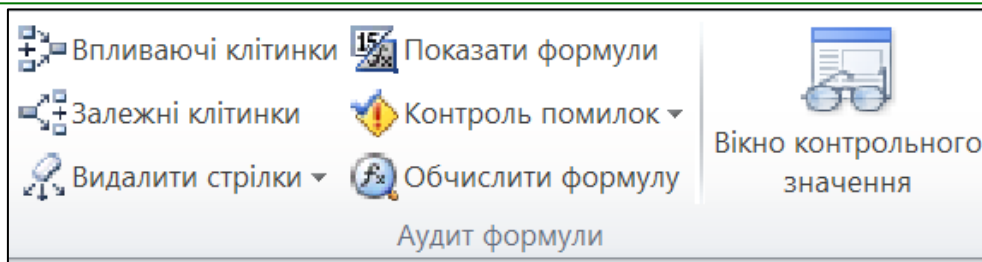 Впливаючі клітинки
Показати формули
Залежні клітинки
Контроль помилок
Видалити стрілки
Обчислити формулу
Вікно контрольного
значення
Аудит формули